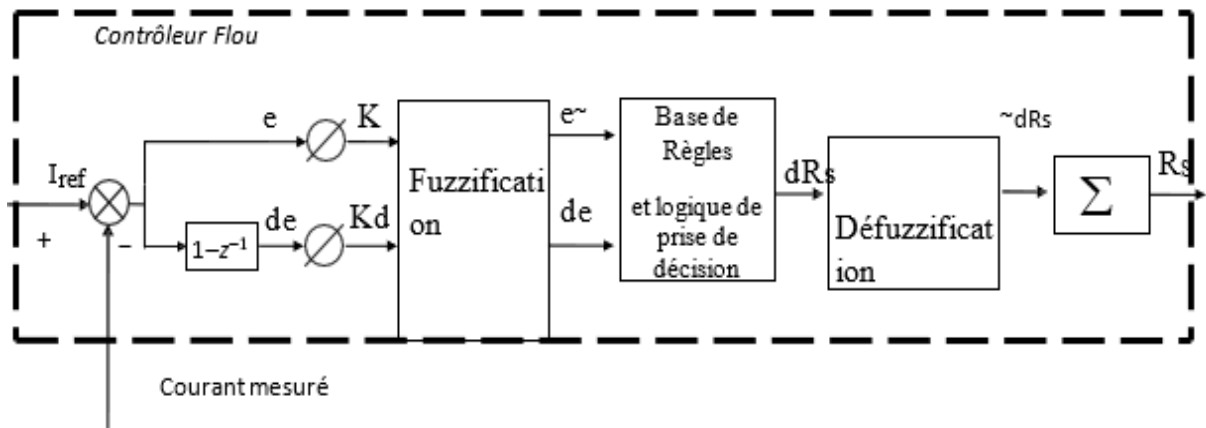 Contrôleur Flou
Iref
+
−
e
K
1−z⁻¹
de
Kd
Fuzzificati
on
e~
de
Base de
Règles
et logique de
prise de
décision
dRs
Défuzzificat
ion
~dRs
Σ
Rs
Courant mesuré